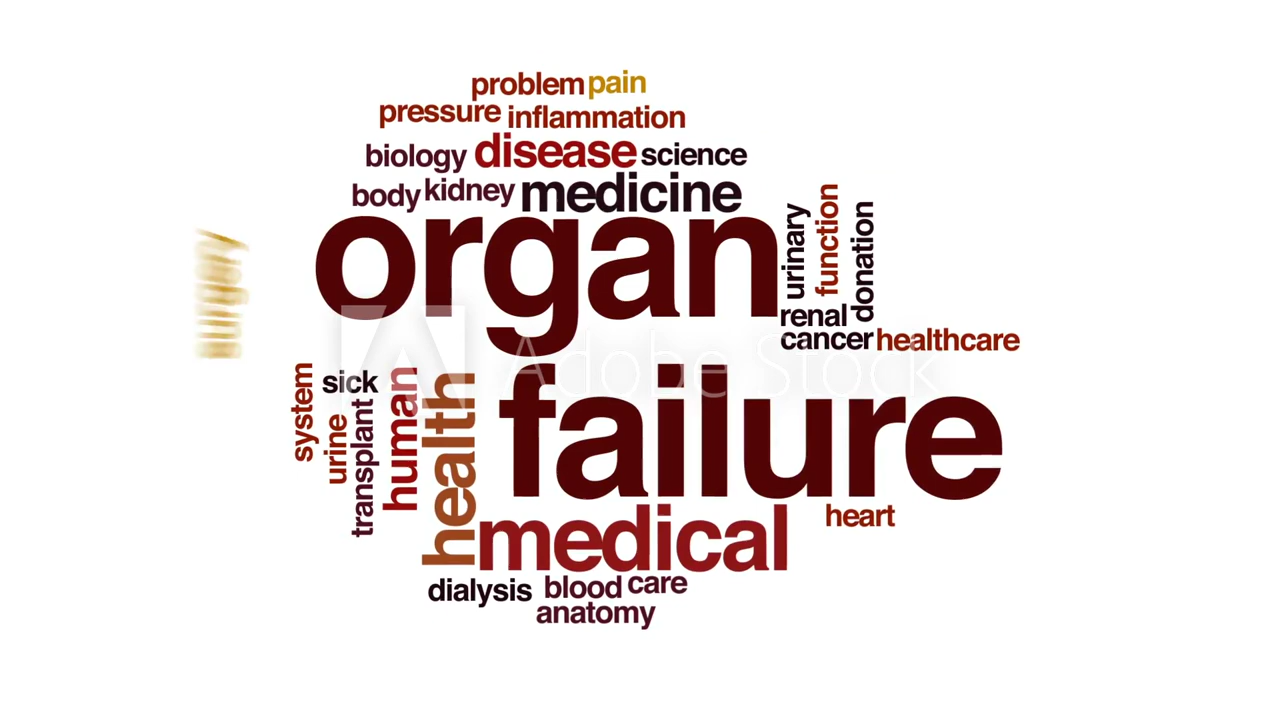 problem pain
pressure inflammation
biology disease science
body kidney medicine
organ
urinary
function
donation
renal
cancer healthcare
surgery
Adobe Stock
failure
system
sick
urine
transplant
human
health
heart
medical
dialysis blood care
anatomy